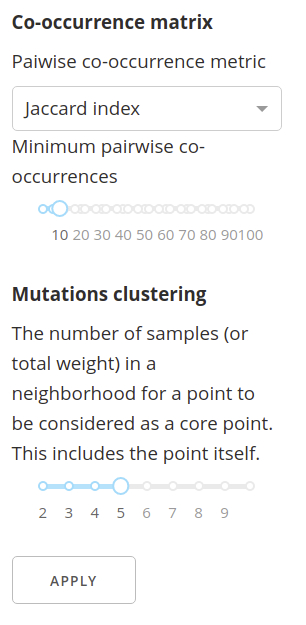 Co-occurrence matrix
Paiwise co-occurrence metric
Jaccard index
Minimum pairwise co-
occurrences
10 20 30 40 50 60 70 80 90100
Mutations clustering
The number of samples (or
total weight) in a
neighborhood for a point to
be considered as a core point.
This includes the point itself.
2 3 4 5 6 7 8 9
APPLY